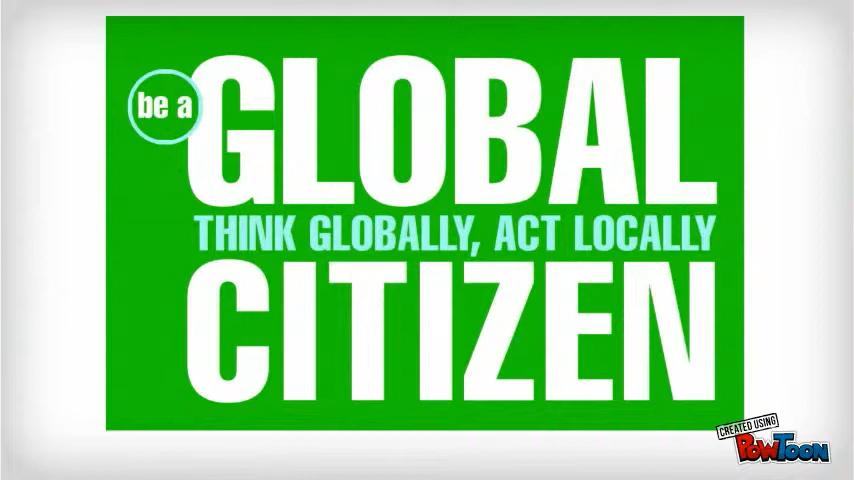 be a
GLOBAL
THINK GLOBALLY, ACT LOCALLY
CITIZEN
CREATED USING
POWTOON